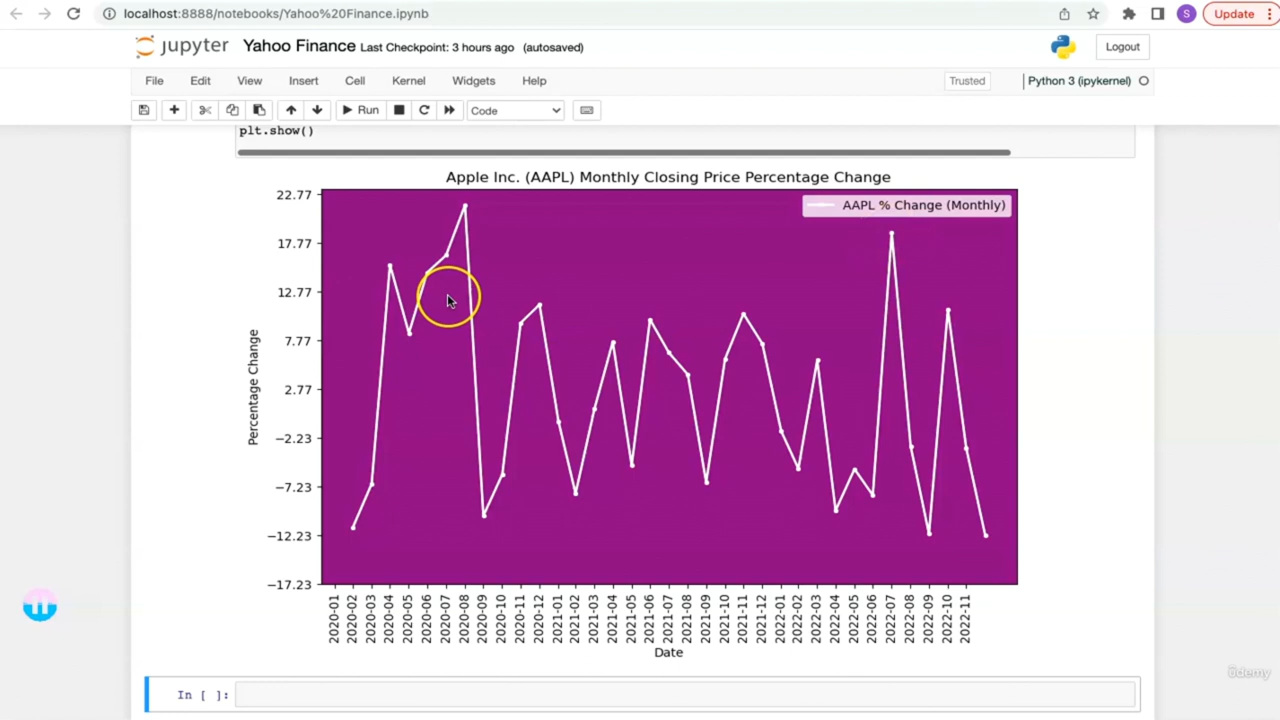 localhost:8888/notebooks/Yahoo%20Finance.ipynb
S
Update
jupyter Yahoo Finance Last Checkpoint: 3 hours ago (autosaved)
Logout
File Edit View Insert Cell Kernel Widgets Help
Trusted
Python 3 (ipykernel)
Run
Code
plt.show()
Apple Inc. (AAPL) Monthly Closing Price Percentage Change
AAPL % Change (Monthly)
22.77
17.77
12.77
7.77
2.77
−2.23
−7.23
−12.23
−17.23
Percentage Change
2020-01
2020-02
2020-03
2020-04
2020-05
2020-06
2020-07
2020-08
2020-09
2020-10
2020-11
2020-12
2021-01
2021-02
2021-03
2021-04
2021-05
2021-06
2021-07
2021-08
2021-09
2021-10
2021-11
2021-12
2022-01
2022-02
2022-03
2022-04
2022-05
2022-06
2022-07
2022-08
2022-09
2022-10
2022-11
Date
In [ ]:
ûdemy